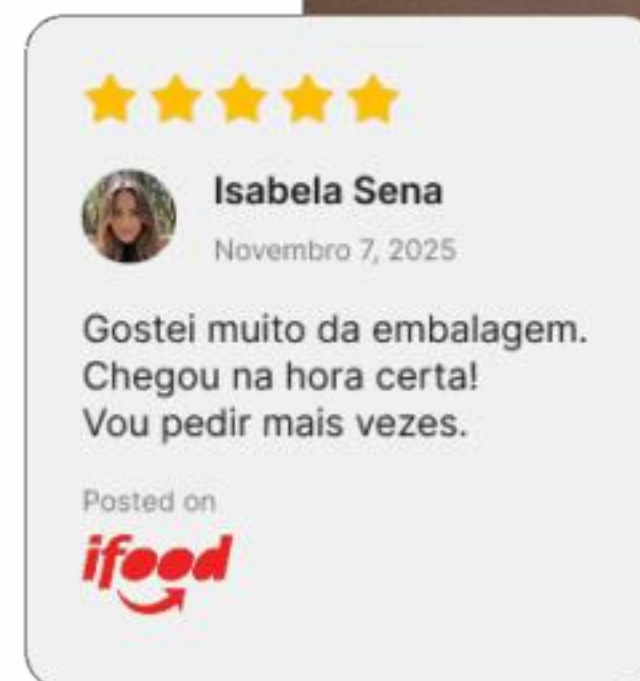 Isabela Sena
Novembro 7, 2025
Gostei muito da embalagem.
Chegou na hora certa!
Vou pedir mais vezes.
Posted on
ifood